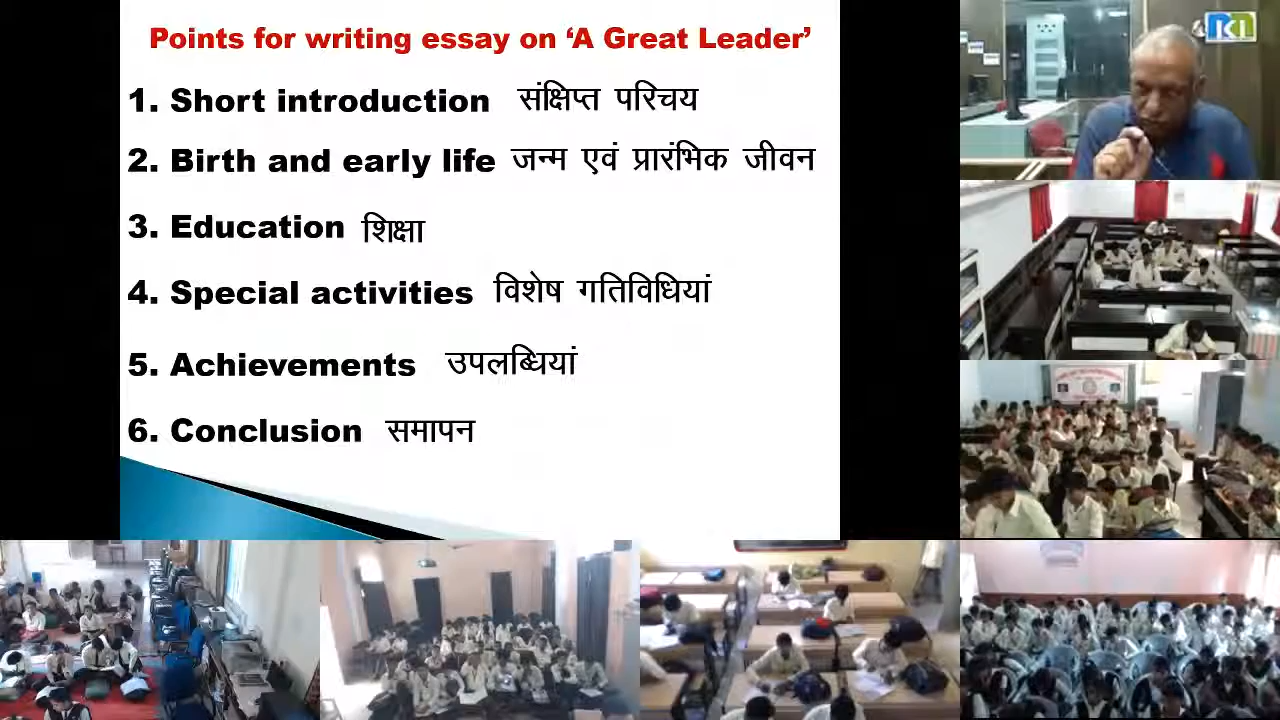 Points for writing essay on ‘A Great Leader’
1. Short introduction संक्षिप्त परिचय
2. Birth and early life जन्म एवं प्रारंभिक जीवन
3. Education शिक्षा
4. Special activities विशेष गतिविधियां
5. Achievements उपलब्धियां
6. Conclusion समापन